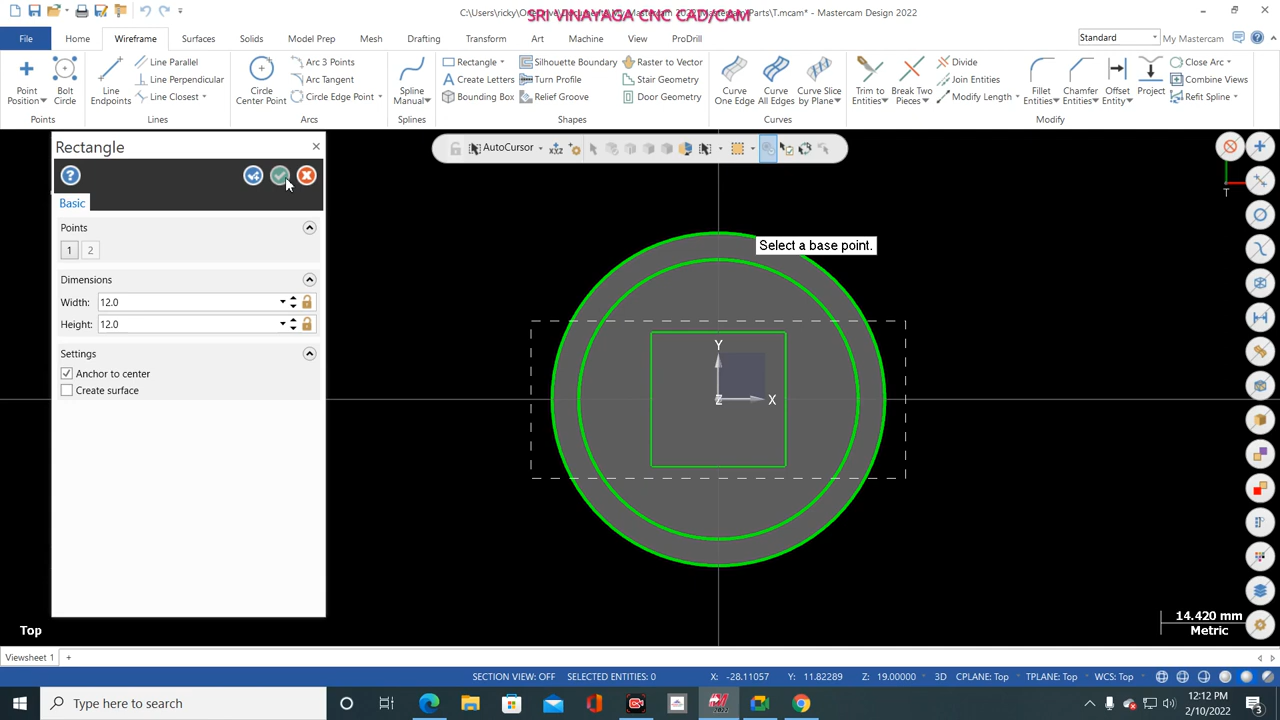 C:\Users\ricky\One
SRI VINAYAGA CNC CAD/CAM
Parts\T.mcam* - Mastercam Design 2022
File Home Wireframe Surfaces Solids Model Prep Mesh Drafting Transform Art Machine View ProDrill Standard My Mastercam
Point Position
Bolt Circle
Points
Line Endpoints
Line Parallel
Line Perpendicular
Line Closest
Lines
Circle Center Point
Arc 3 Points
Arc Tangent
Circle Edge Point
Arcs
Spline Manual
Splines
Rectangle
Create Letters
Bounding Box
Silhouette Boundary
Turn Profile
Relief Groove
Raster to Vector
Stair Geometry
Door Geometry
Shapes
Curve One Edge
Curve All Edges
Curve Slice by Plane
Curves
Trim to Entities
Break Two Pieces
Divide
Join Entities
Modify Length
Fillet Entities
Chamfer Entities
Offset Entity
Project
Close Arc
Combine Views
Refit Spline
Modify
Rectangle
Basic
Points
1 2
Dimensions
Width: 12.0
Height: 12.0
Settings
Anchor to center
Create surface
AutoCursor
XYZ
T
Select a base point.
Y
Z X
Top
14.420 mm
Metric
Viewsheet 1 +
SECTION VIEW: OFF SELECTED ENTITIES: 0 X: -28.11057 Y: 11.82289 Z: 19.00000 3D CPLANE: Top TPLANE: Top WCS: Top
Type here to search
2022
12:12 PM
2/10/2022
3